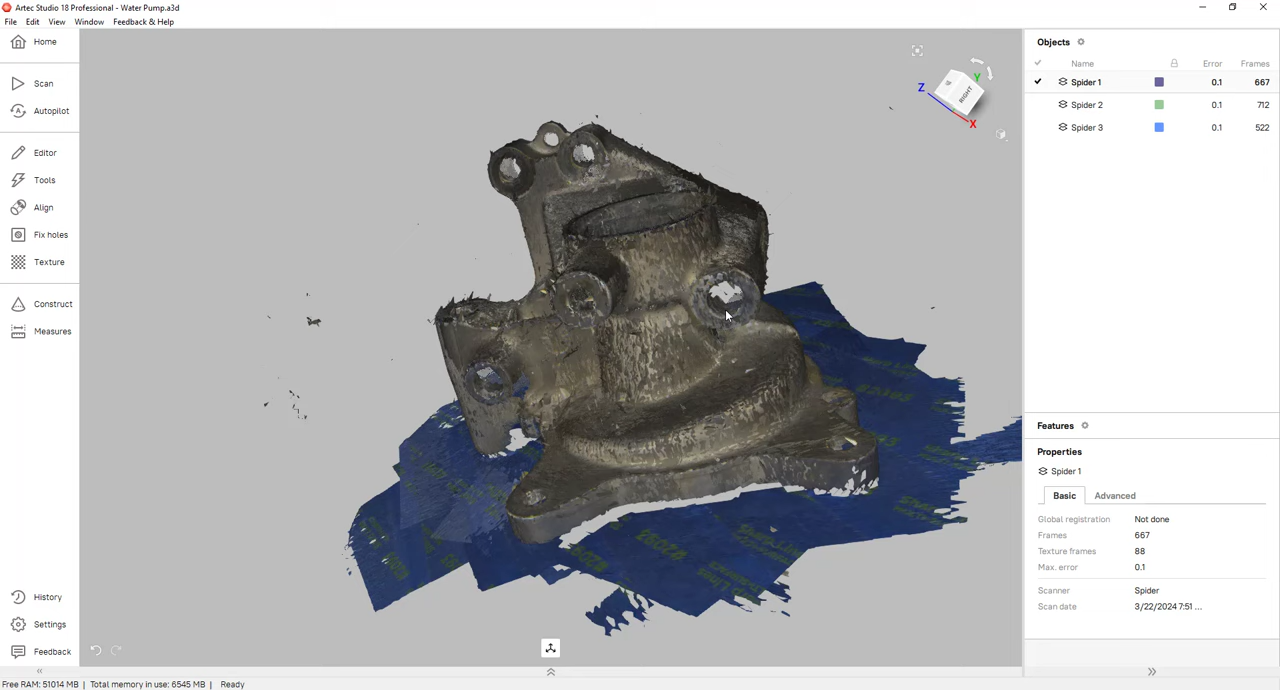 Artec Studio 18 Professional - Water Pump.a3d
File Edit View Window Feedback & Help
Home
Scan
Autopilot
Editor
Tools
Align
Fix holes
Texture
Construct
Measures
History
Settings
Feedback
Z
Y
X
RIGHT
Objects
Name Error Frames
Spider 1 0.1 667
Spider 2 0.1 712
Spider 3 0.1 522
Features
Properties
Spider 1
Basic Advanced
Global registration Not done
Frames 667
Texture frames 88
Max. error 0.1
Scanner Spider
Scan date 3/22/2024 7:51 ...
Free RAM: 51014 MB | Total memory in use: 6545 MB | Ready